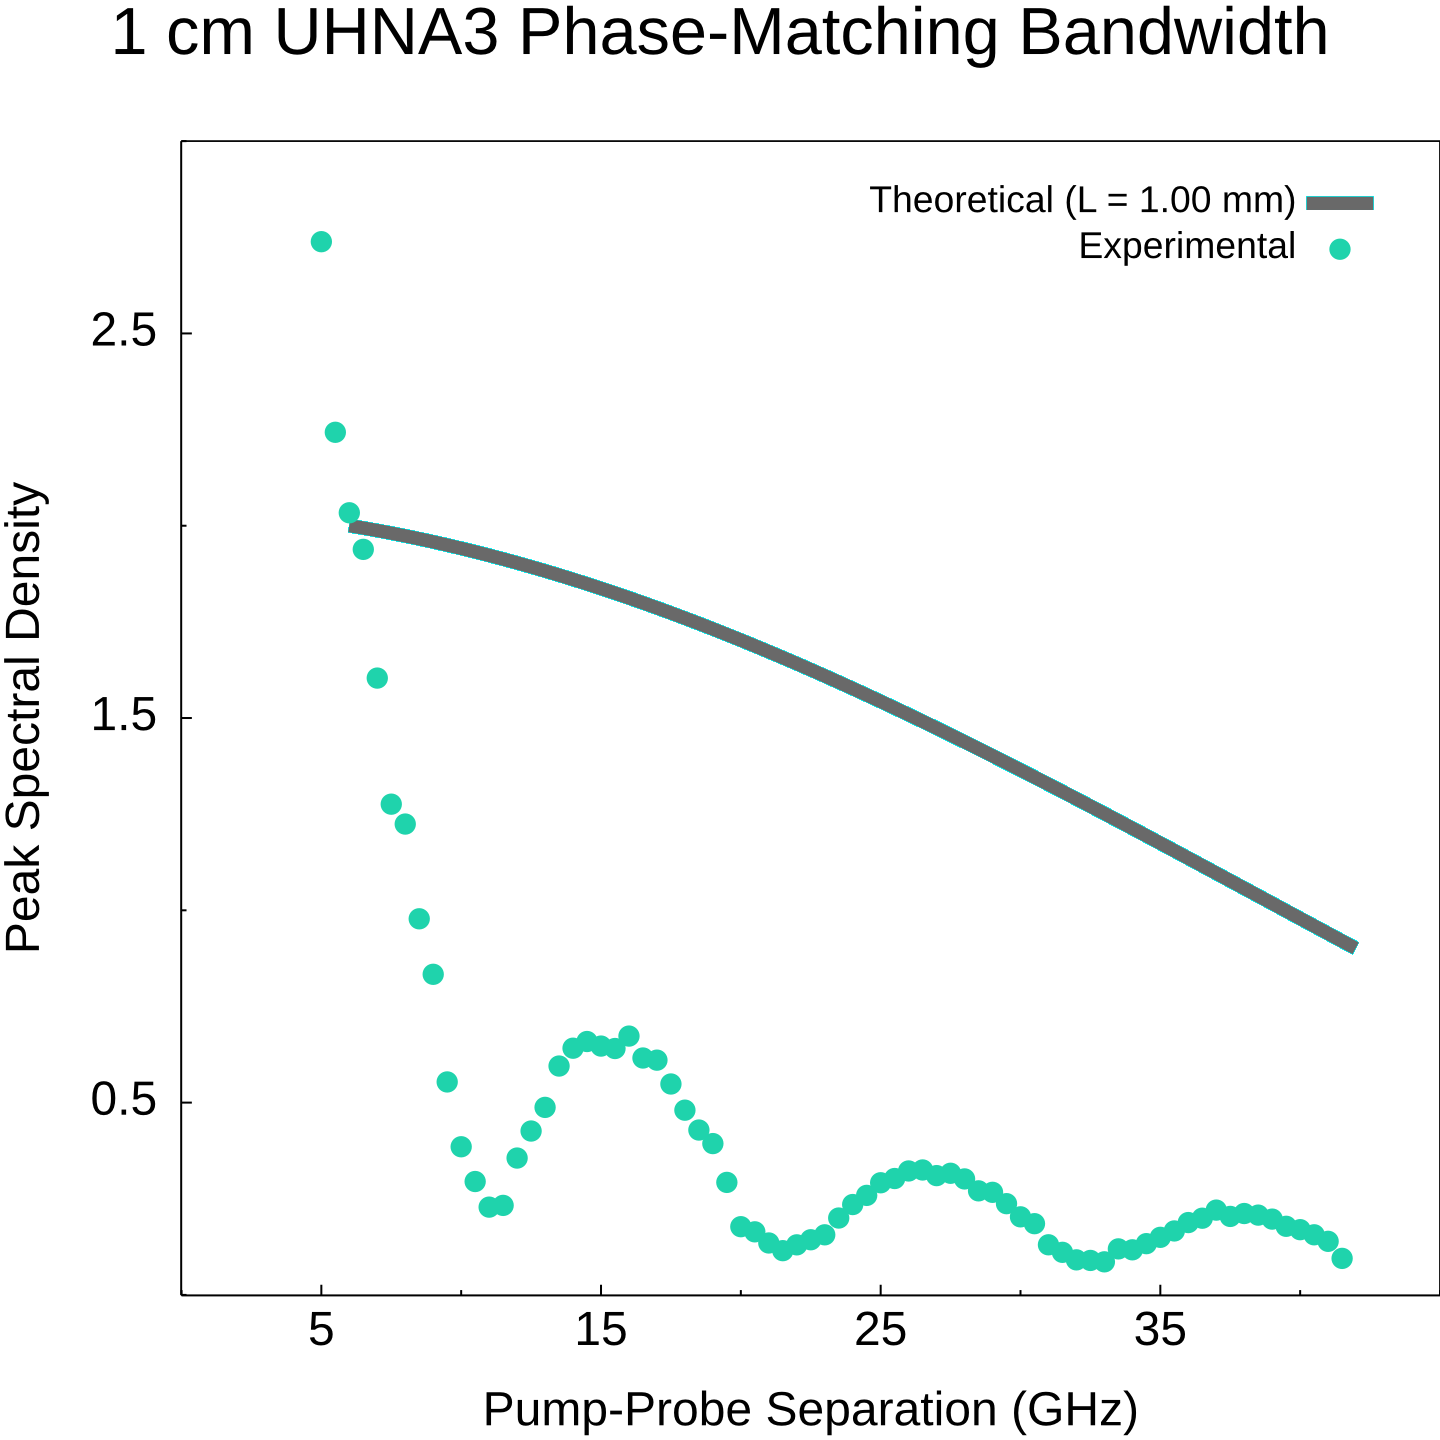 1 cm UHNA3 Phase-Matching Bandwidth
Theoretical (L = 1.00 mm)
Experimental
Peak Spectral Density
2.5
1.5
0.5
5 15 25 35
Pump-Probe Separation (GHz)